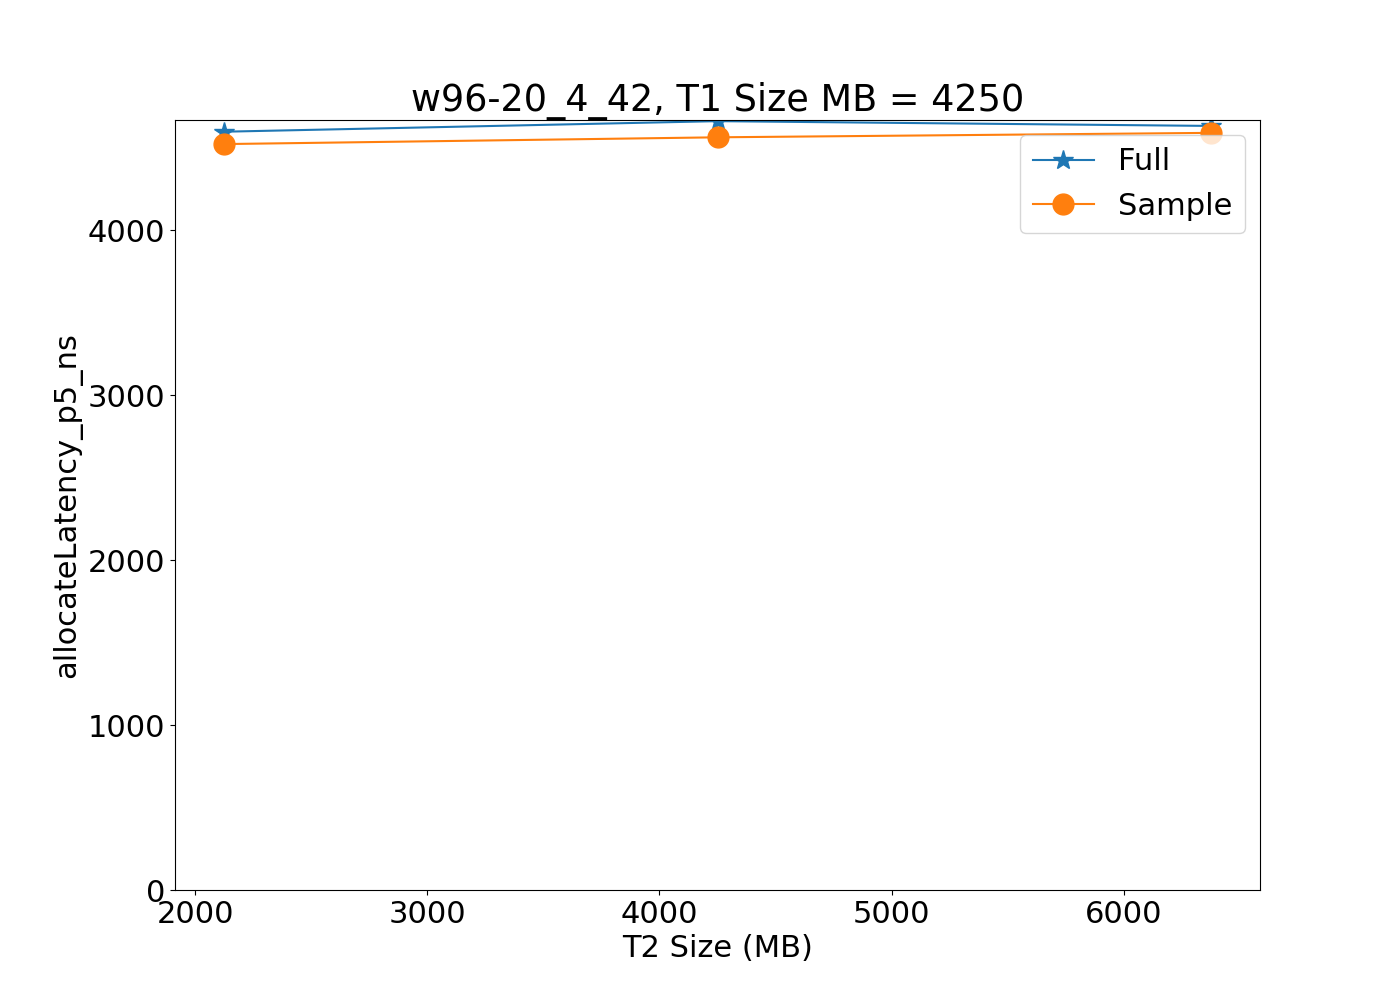 w96-20_4_42, T1 Size MB = 4250
Full
Sample
allocateLatency_p5_ns
4000
3000
2000
1000
0
2000 3000 4000 5000 6000
T2 Size (MB)